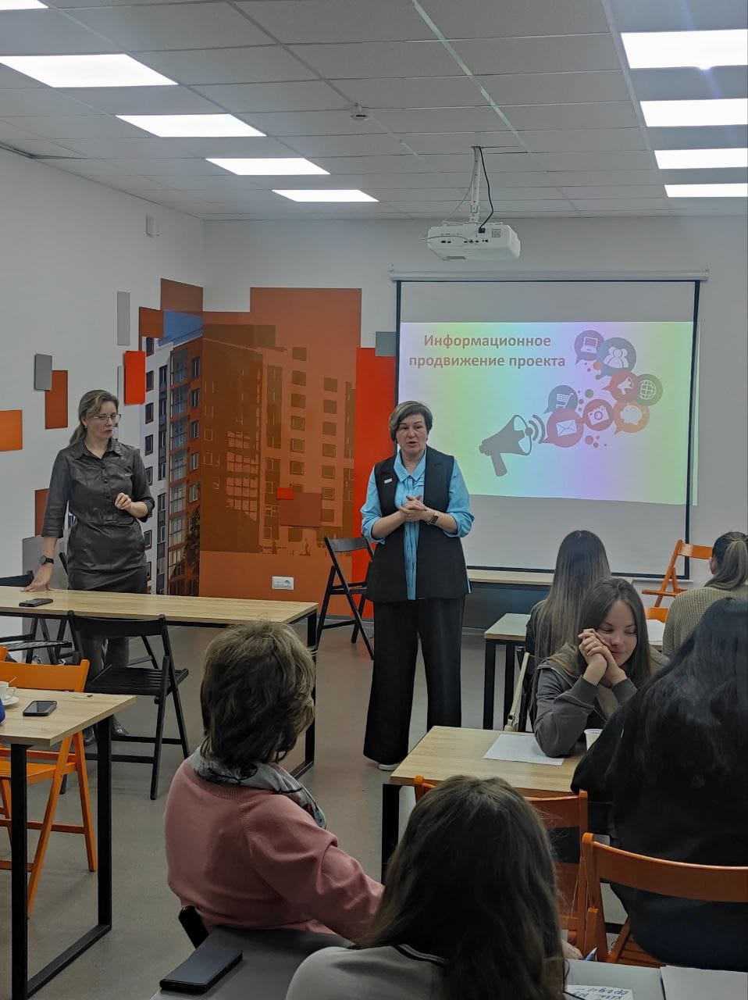 Информационное
продвижение проекта